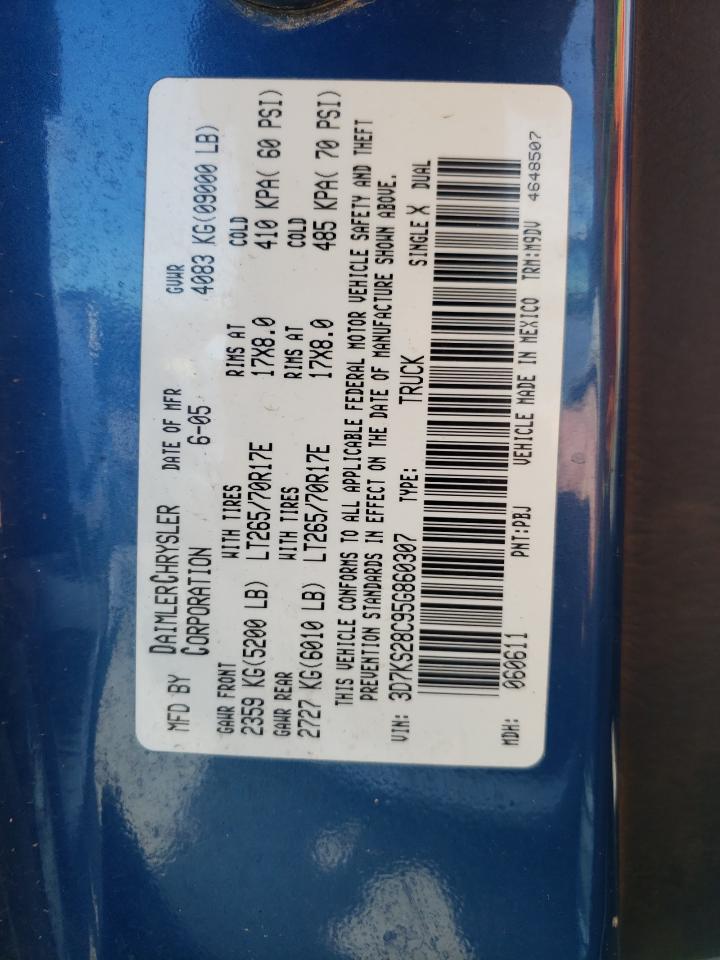 MFD BY DAIMLERCHRYSLER CORPORATION DATE OF MFR 6-05 GVWR 4083 KG(09000 LB)
GAWR FRONT WITH TIRES RIMS AT COLD
2359 KG(5200 LB) LT265/70R17E 17X8.0 410 KPA( 60 PSI)
GAWR REAR WITH TIRES RIMS AT COLD
2727 KG(6010 LB) LT265/70R17E 17X8.0 485 KPA( 70 PSI)
THIS VEHICLE CONFORMS TO ALL APPLICABLE FEDERAL MOTOR VEHICLE SAFETY AND THEFT
PREVENTION STANDARDS IN EFFECT ON THE DATE OF MANUFACTURE SHOWN ABOVE.
VIN: 3D7KS28C95G860307 TYPE: TRUCK SINGLE X DUAL
MDH: 060611 PNT:PBJ VEHICLE MADE IN MEXICO TRM:M9DV 4648507